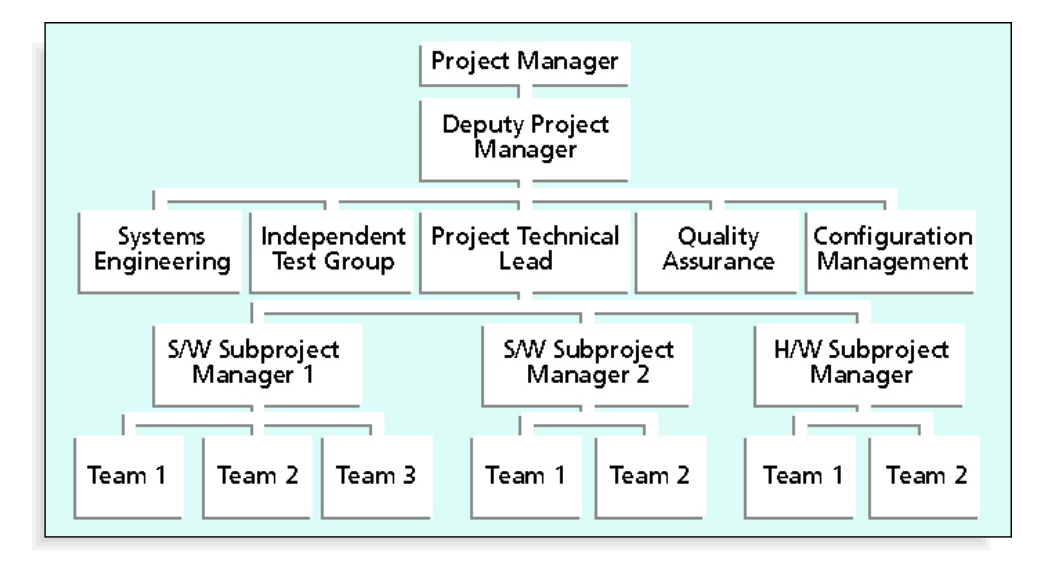 Project Manager
Deputy Project
Manager
Systems
Engineering
Independent
Test Group
Project Technical
Lead
Quality
Assurance
Configuration
Management
S/W Subproject
Manager 1
S/W Subproject
Manager 2
H/W Subproject
Manager
Team 1
Team 2
Team 3
Team 1
Team 2
Team 1
Team 2